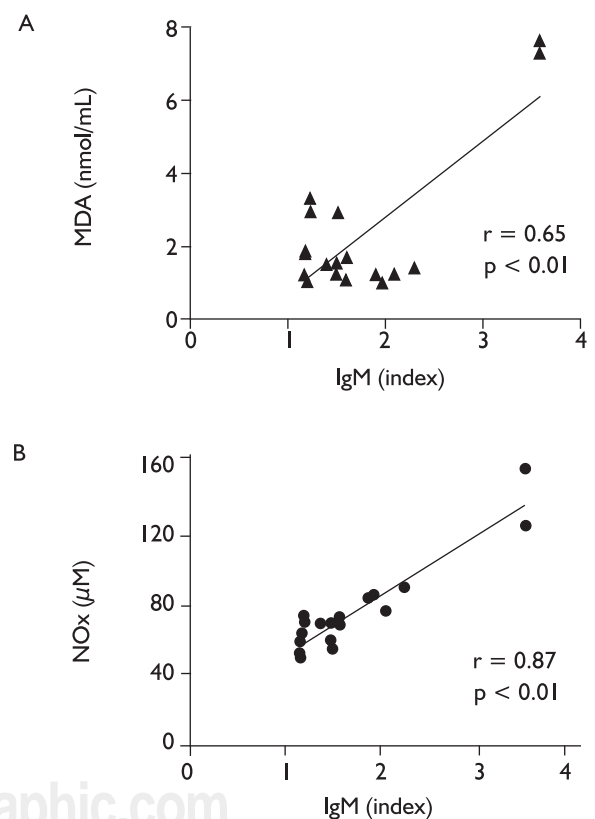 A
8
6
4
2
0
MDA (nmol/mL)
r = 0.65
p < 0.01
0 1 2 3 4
IgM (index)
B
160
120
80
40
0
NOx (μM)
r = 0.87
p < 0.01
0 1 2 3 4
IgM (index)
aphic.com